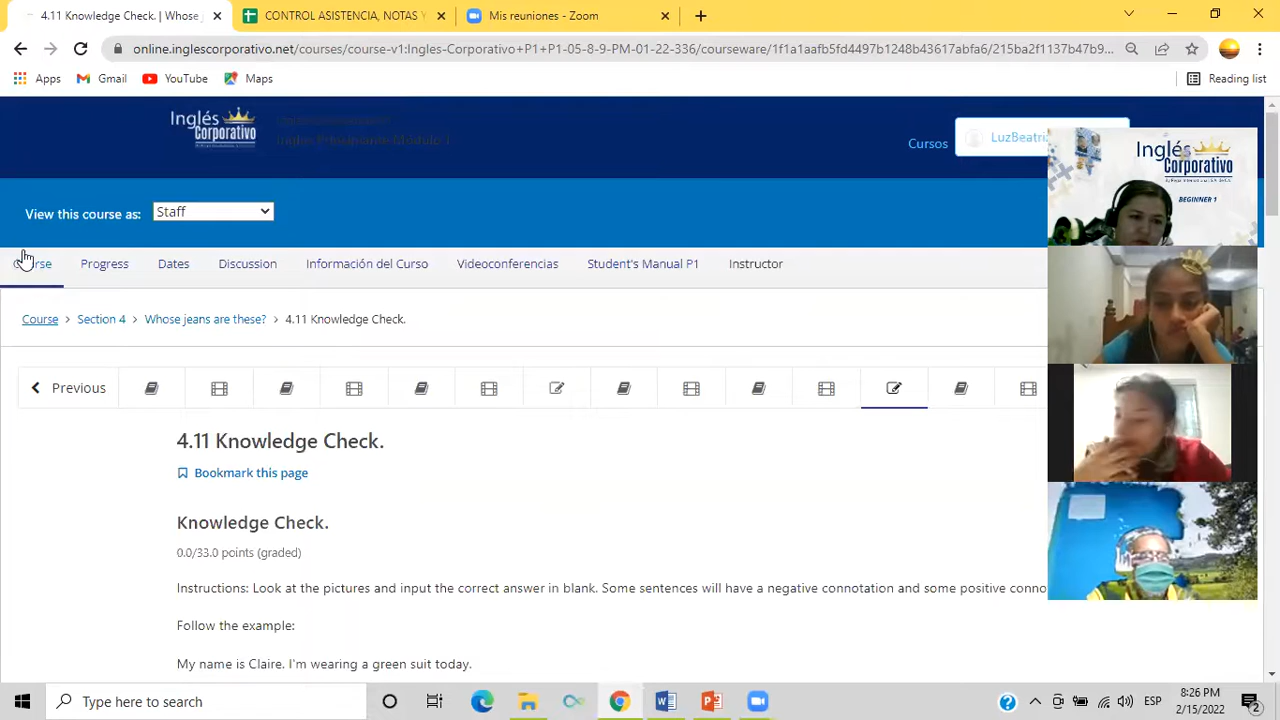 4.11 Knowledge Check. | Whose
CONTROL ASISTENCIA, NOTAS Y
Mis reuniones - Zoom
online.inglescorporativo.net/courses/course-v1:Ingles-Corporativo+P1+P1-05-8-9-PM-01-22-336/courseware/1f1a1aafb5fd4497b1248b43617abfa6/215ba2f1137b47b9...
Apps
Gmail
YouTube
Maps
Reading list
Inglés
Corporativo
Cursos
LuzBeatriz
View this course as:
Staff
Inglés
Corporativo
BEGINNER 1
Course
Progress
Dates
Discussion
Información del Curso
Videoconferencias
Student's Manual P1
Instructor
Course > Section 4 > Whose jeans are these? > 4.11 Knowledge Check.
Previous
4.11 Knowledge Check.
Bookmark this page
Knowledge Check.
0.0/33.0 points (graded)
Instructions: Look at the pictures and input the correct answer in blank. Some sentences will have a negative connotation and some positive conno
Follow the example:
My name is Claire. I'm wearing a green suit today.
Type here to search
ESP
8:26 PM
2/15/2022
2